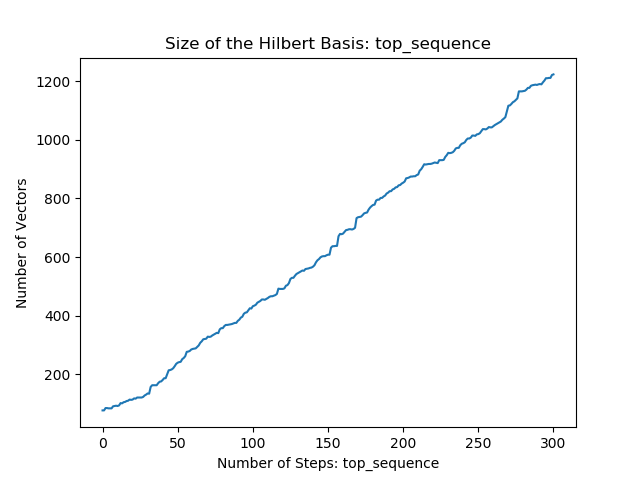 Size of the Hilbert Basis: top_sequence
1200
1000
800
600
400
200
Number of Vectors
0 50 100 150 200 250 300
Number of Steps: top_sequence